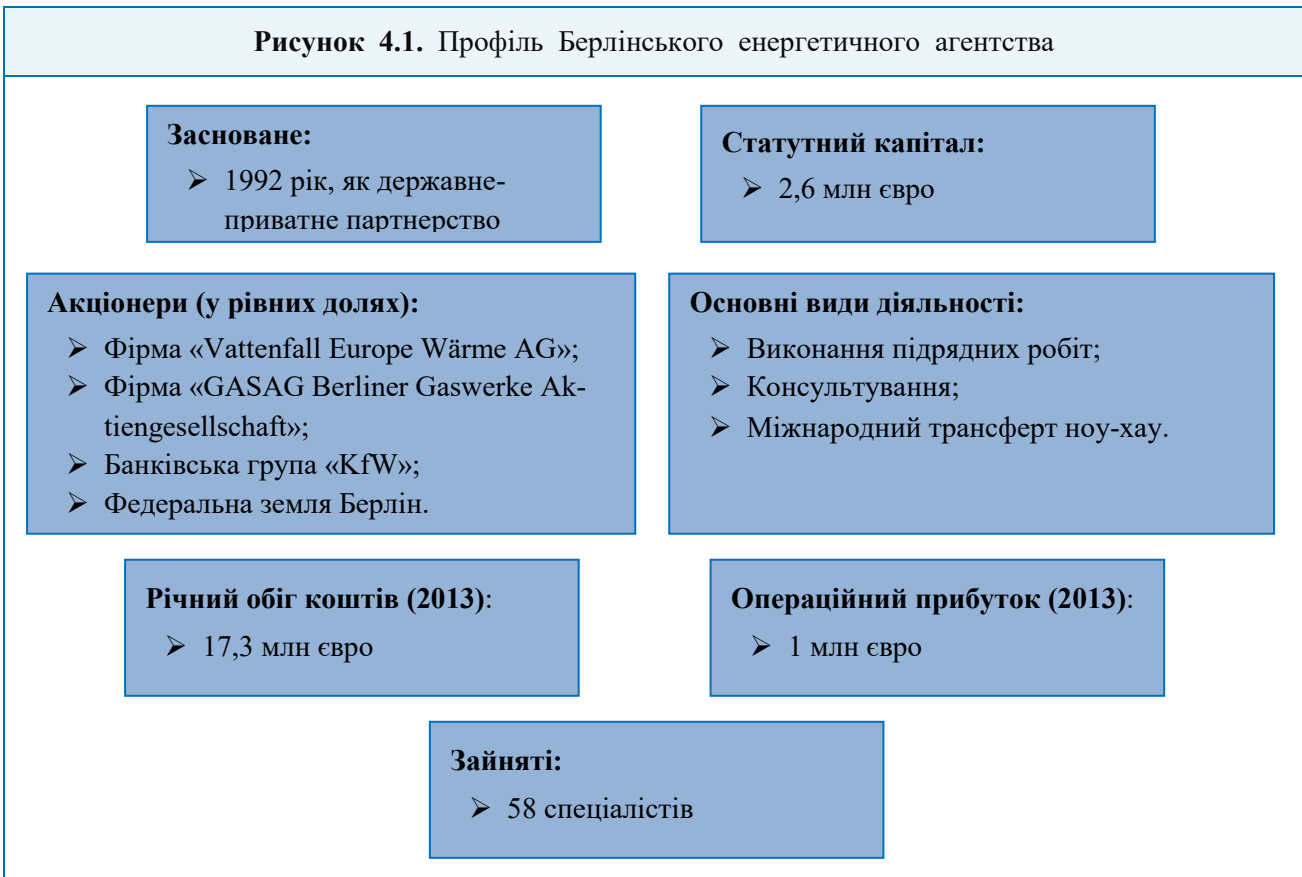 Рисунок 4.1. Профіль Берлінського енергетичного агентства
Засноване:
➢ 1992 рік, як державне-
приватне партнерство
Статутний капітал:
➢ 2,6 млн євро
Акціонери (у рівних долях):
➢ Фірма «Vattenfall Europe Wärme AG»;
➢ Фірма «GASAG Berliner Gaswerke Ak-
tiengesellschaft»;
➢ Банківська група «KfW»;
➢ Федеральна земля Берлін.
Основні види діяльності:
➢ Виконання підрядних робіт;
➢ Консультування;
➢ Міжнародний трансферт ноу-хау.
Річний обіг коштів (2013):
➢ 17,3 млн євро
Операційний прибуток (2013):
➢ 1 млн євро
Зайняті:
➢ 58 спеціалістів